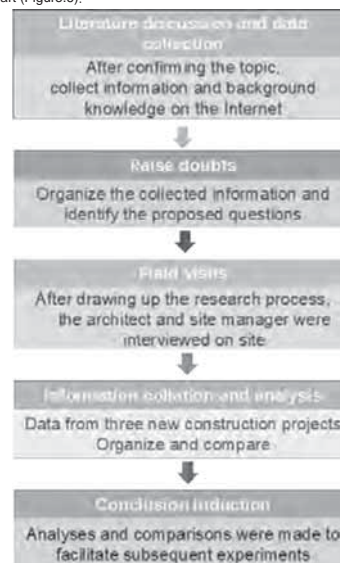 Literature discussion and data
collection
After confirming the topic,
collect information and background
knowledge on the Internet
Raise doubts
Organize the collected information and
identify the proposed questions
Field visits
After drawing up the research process,
the architect and site manager were
interviewed on site
Information collation and analysis
Data from three new construction projects
Organize and compare
Conclusion induction
Analyses and comparisons were made to
facilitate subsequent experiments